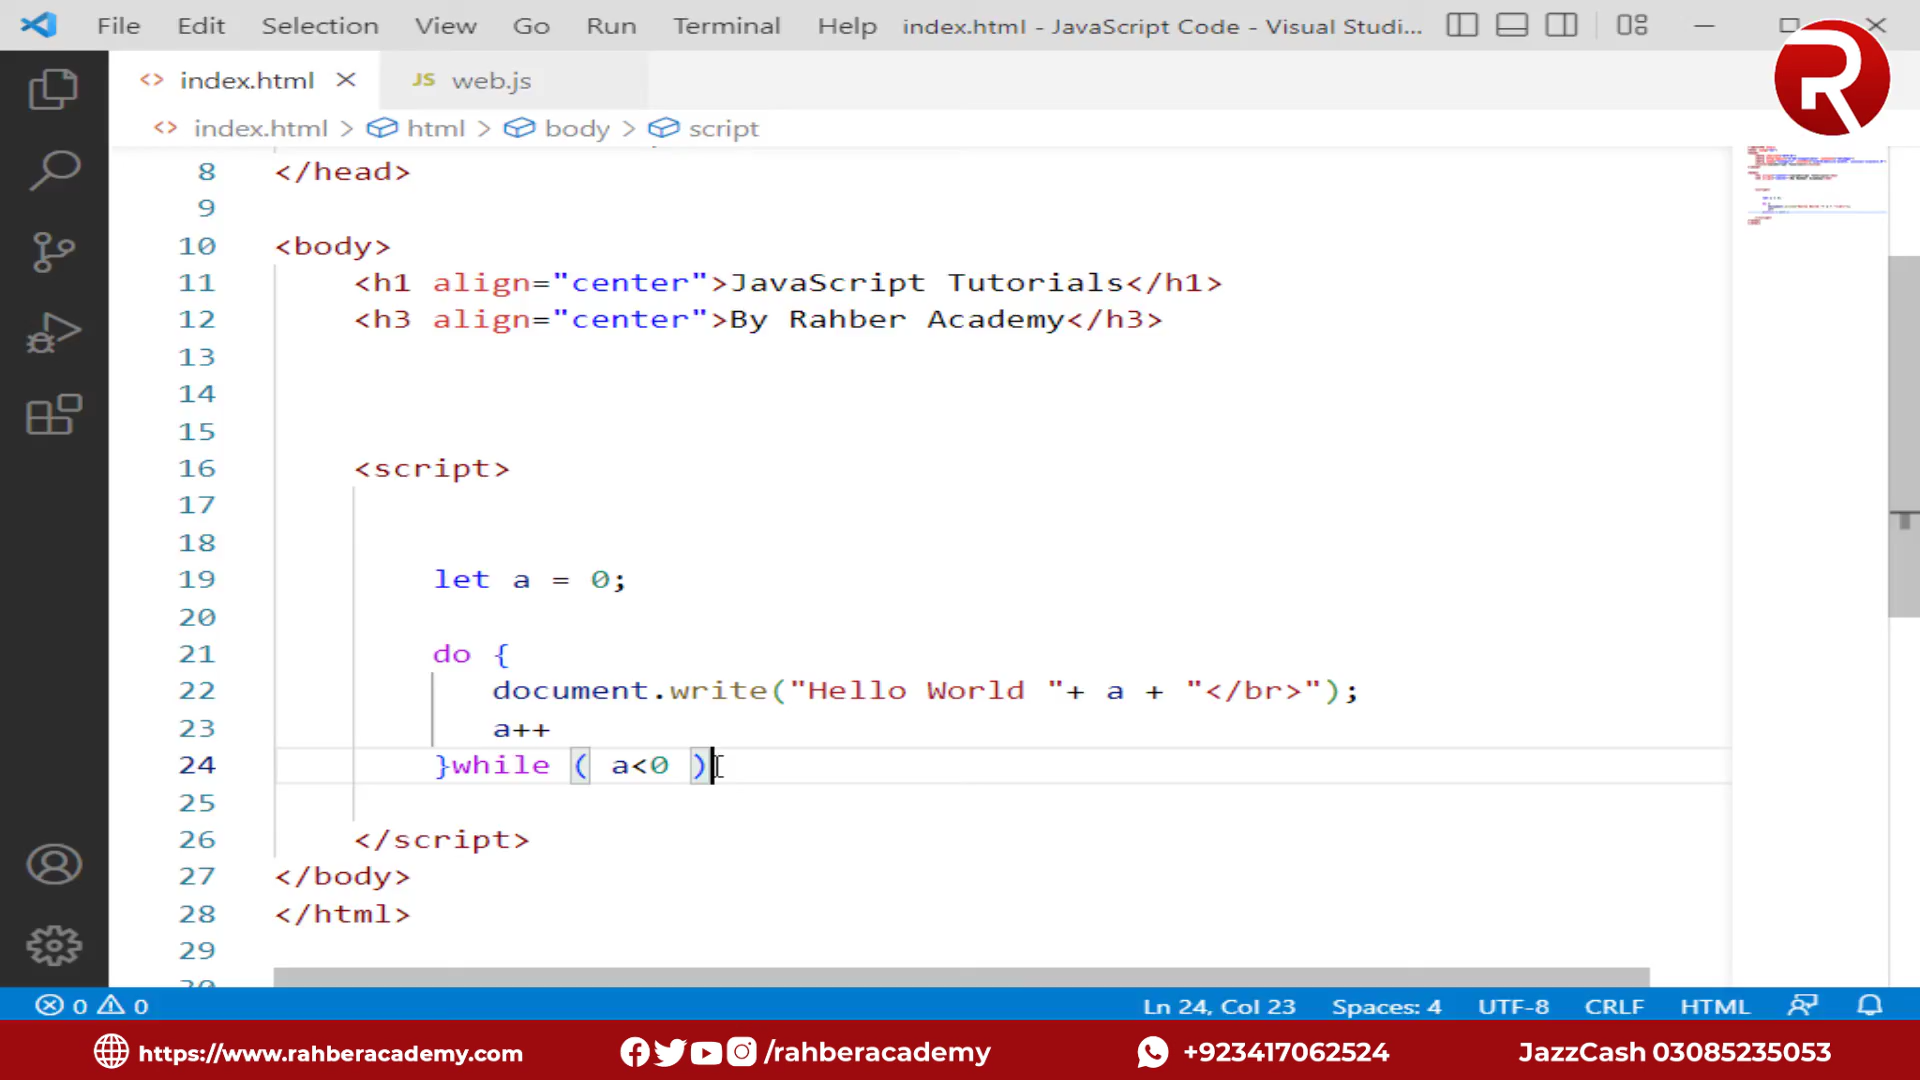 File Edit Selection View Go Run Terminal Help index.html - JavaScript Code - Visual Studi...
R
<> index.html × JS web.js
<> index.html > html > body > script
8 </head>
9
10 <body>
11 <h1 align="center">JavaScript Tutorials</h1>
12 <h3 align="center">By Rahber Academy</h3>
13
14
15
16 <script>
17
18
19 let a = 0;
20
21 do {
22 document.write("Hello World "+ a + "</br>");
23 a++
24 }while ( a<0 )
25
26 </script>
27 </body>
28 </html>
29
30
0 0 Ln 24, Col 23 Spaces: 4 UTF-8 CRLF HTML
https://www.rahberacademy.com /rahberacademy +923417062524 JazzCash 03085235053